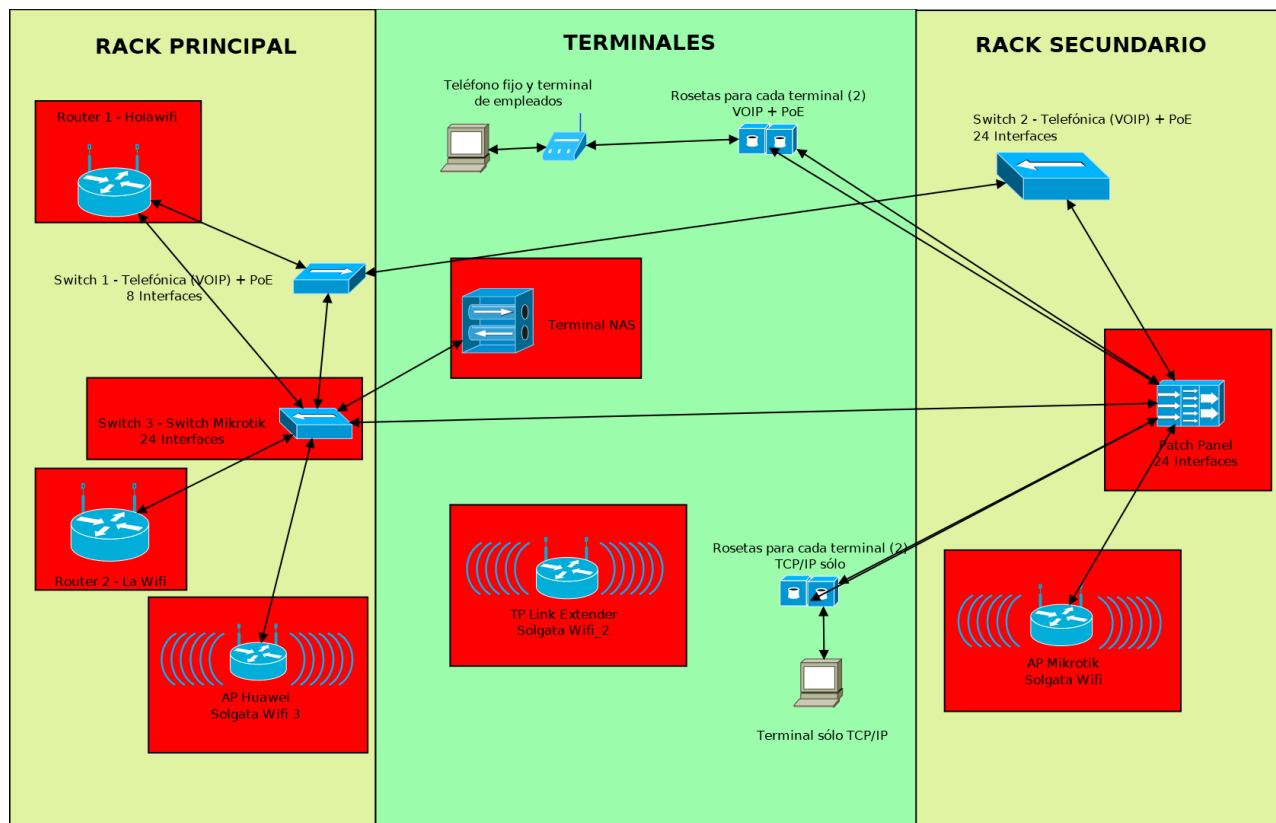 RACK PRINCIPAL
TERMINALES
RACK SECUNDARIO
Router 1 - Holawifi
Teléfono fijo y terminal
de empleados
Rosetas para cada terminal (2)
VOIP + PoE
Switch 2 - Telefónica (VOIP) + PoE
24 Interfaces
Switch 1 - Telefónica (VOIP) + PoE
8 Interfaces
Terminal NAS
Switch 3 - Switch Mikrotik
24 Interfaces
Patch Panel
24 Interfaces
Router 2 - La Wifi
Rosetas para cada terminal (2)
TCP/IP sólo
TP Link Extender
Solgata Wifi_2
AP Mikrotik
Solgata Wifi
AP Huawei
Solgata Wifi 3
Terminal sólo TCP/IP